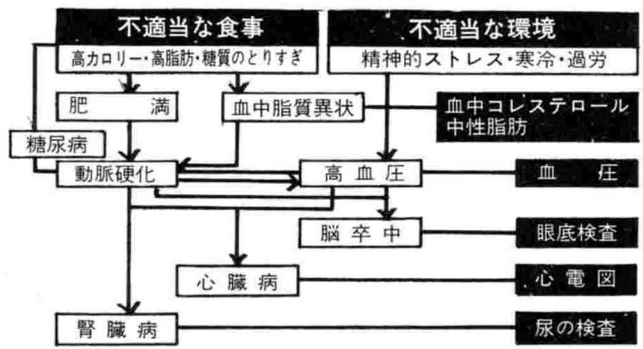 不適当な食事
高カロリー・高脂肪・糖質のとりすぎ
不適当な環境
精神的ストレス・寒冷・過労
肥満
血中脂質異状
血中コレステロール
中性脂肪
糖尿病
動脈硬化
高血圧
血圧
脳卒中
眼底検査
心臓病
心電図
腎臓病
尿の検査